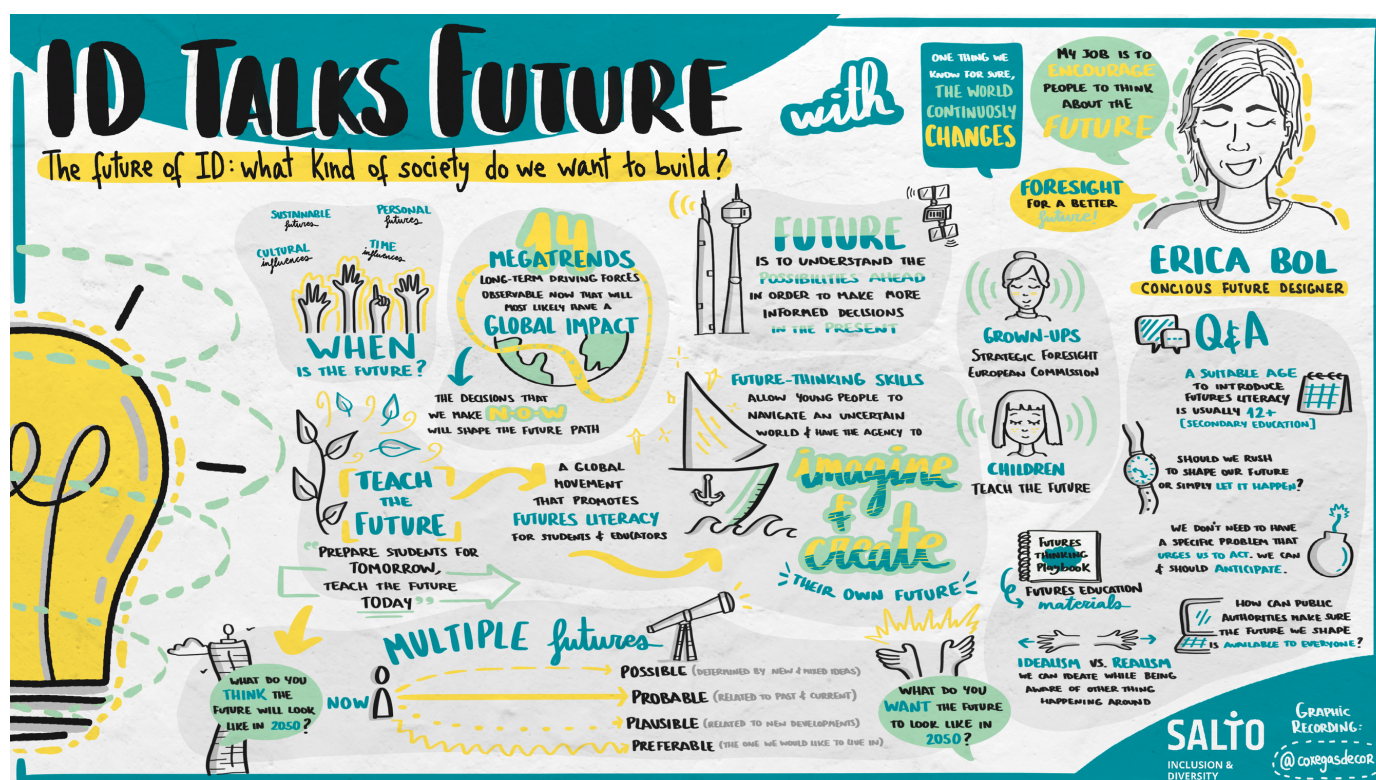 ID TALKS FUTURE
The future of ID: what kind of society do we want to build?
with
ONE THING WE
KNOW FOR SURE,
THE WORLD
CONTINUOSLY
CHANGES
MY JOB IS TO
ENCOURAGE
PEOPLE TO THINK
ABOUT THE
FUTURE
FORESIGHT
FOR A BETTER
future!
ERICA BOL
CONCIOUS FUTURE DESIGNER
SUSTAINABLE
futures
PERSONAL
futures
CULTURAL
influences
TIME
influences
WHEN
IS THE FUTURE?
14
MEGATRENDS
LONG-TERM DRIVING FORCES
OBSERVABLE NOW THAT WILL
MOST LIKELY HAVE A
GLOBAL IMPACT
THE DECISIONS THAT
WE MAKE NOW
WILL SHAPE THE FUTURE PATH
FUTURE
IS TO UNDERSTAND THE
POSSIBILITIES AHEAD
IN ORDER TO MAKE MORE
INFORMED DECISIONS
IN THE PRESENT
GROWN-UPS
STRATEGIC FORESIGHT
EUROPEAN COMMISSION
CHILDREN
TEACH THE FUTURE
TEACH
THE
FUTURE
"PREPARE STUDENTS FOR
TOMORROW,
TEACH THE FUTURE
TODAY"
A GLOBAL
MOVEMENT
THAT PROMOTES
FUTURES LITERACY
FOR STUDENTS & EDUCATORS
FUTURE-THINKING SKILLS
ALLOW YOUNG PEOPLE TO
NAVIGATE AN UNCERTAIN
WORLD & HAVE THE AGENCY TO
imagine
&
create
THEIR OWN FUTURE
Futures
Thinking
Playbook
FUTURES EDUCATION
materials
IDEALISM VS. REALISM
WE CAN IDEATE WHILE BEING
AWARE OF OTHER THING
HAPPENING AROUND
Q&A
A SUITABLE AGE
TO INTRODUCE
FUTURES LITERACY
IS USUALLY 12+
[SECONDARY EDUCATION]
SHOULD WE RUSH
TO SHAPE OUR FUTURE
OR SIMPLY LET IT HAPPEN?
WE DON'T NEED TO HAVE
A SPECIFIC PROBLEM THAT
URGES US TO ACT. WE CAN
& SHOULD ANTICIPATE.
HOW CAN PUBLIC
AUTHORITIES MAKE SURE
THE FUTURE WE SHAPE
IS AVAILABLE TO EVERYONE?
MULTIPLE futures
WHAT DO YOU
THINK THE
FUTURE WILL LOOK
LIKE IN 2050?
NOW
POSSIBLE (DETERMINED BY NEW & MIXED IDEAS)
PROBABLE (RELATED TO PAST & CURRENT)
PLAUSIBLE (RELATED TO NEW DEVELOPMENTS)
PREFERABLE (THE ONE WE WOULD LIKE TO LIVE IN)
WHAT DO YOU
WANT THE FUTURE
TO LOOK LIKE IN
2050?
SALTO
INCLUSION &
DIVERSITY
GRAPHIC
RECORDING:
@coxegasdecor